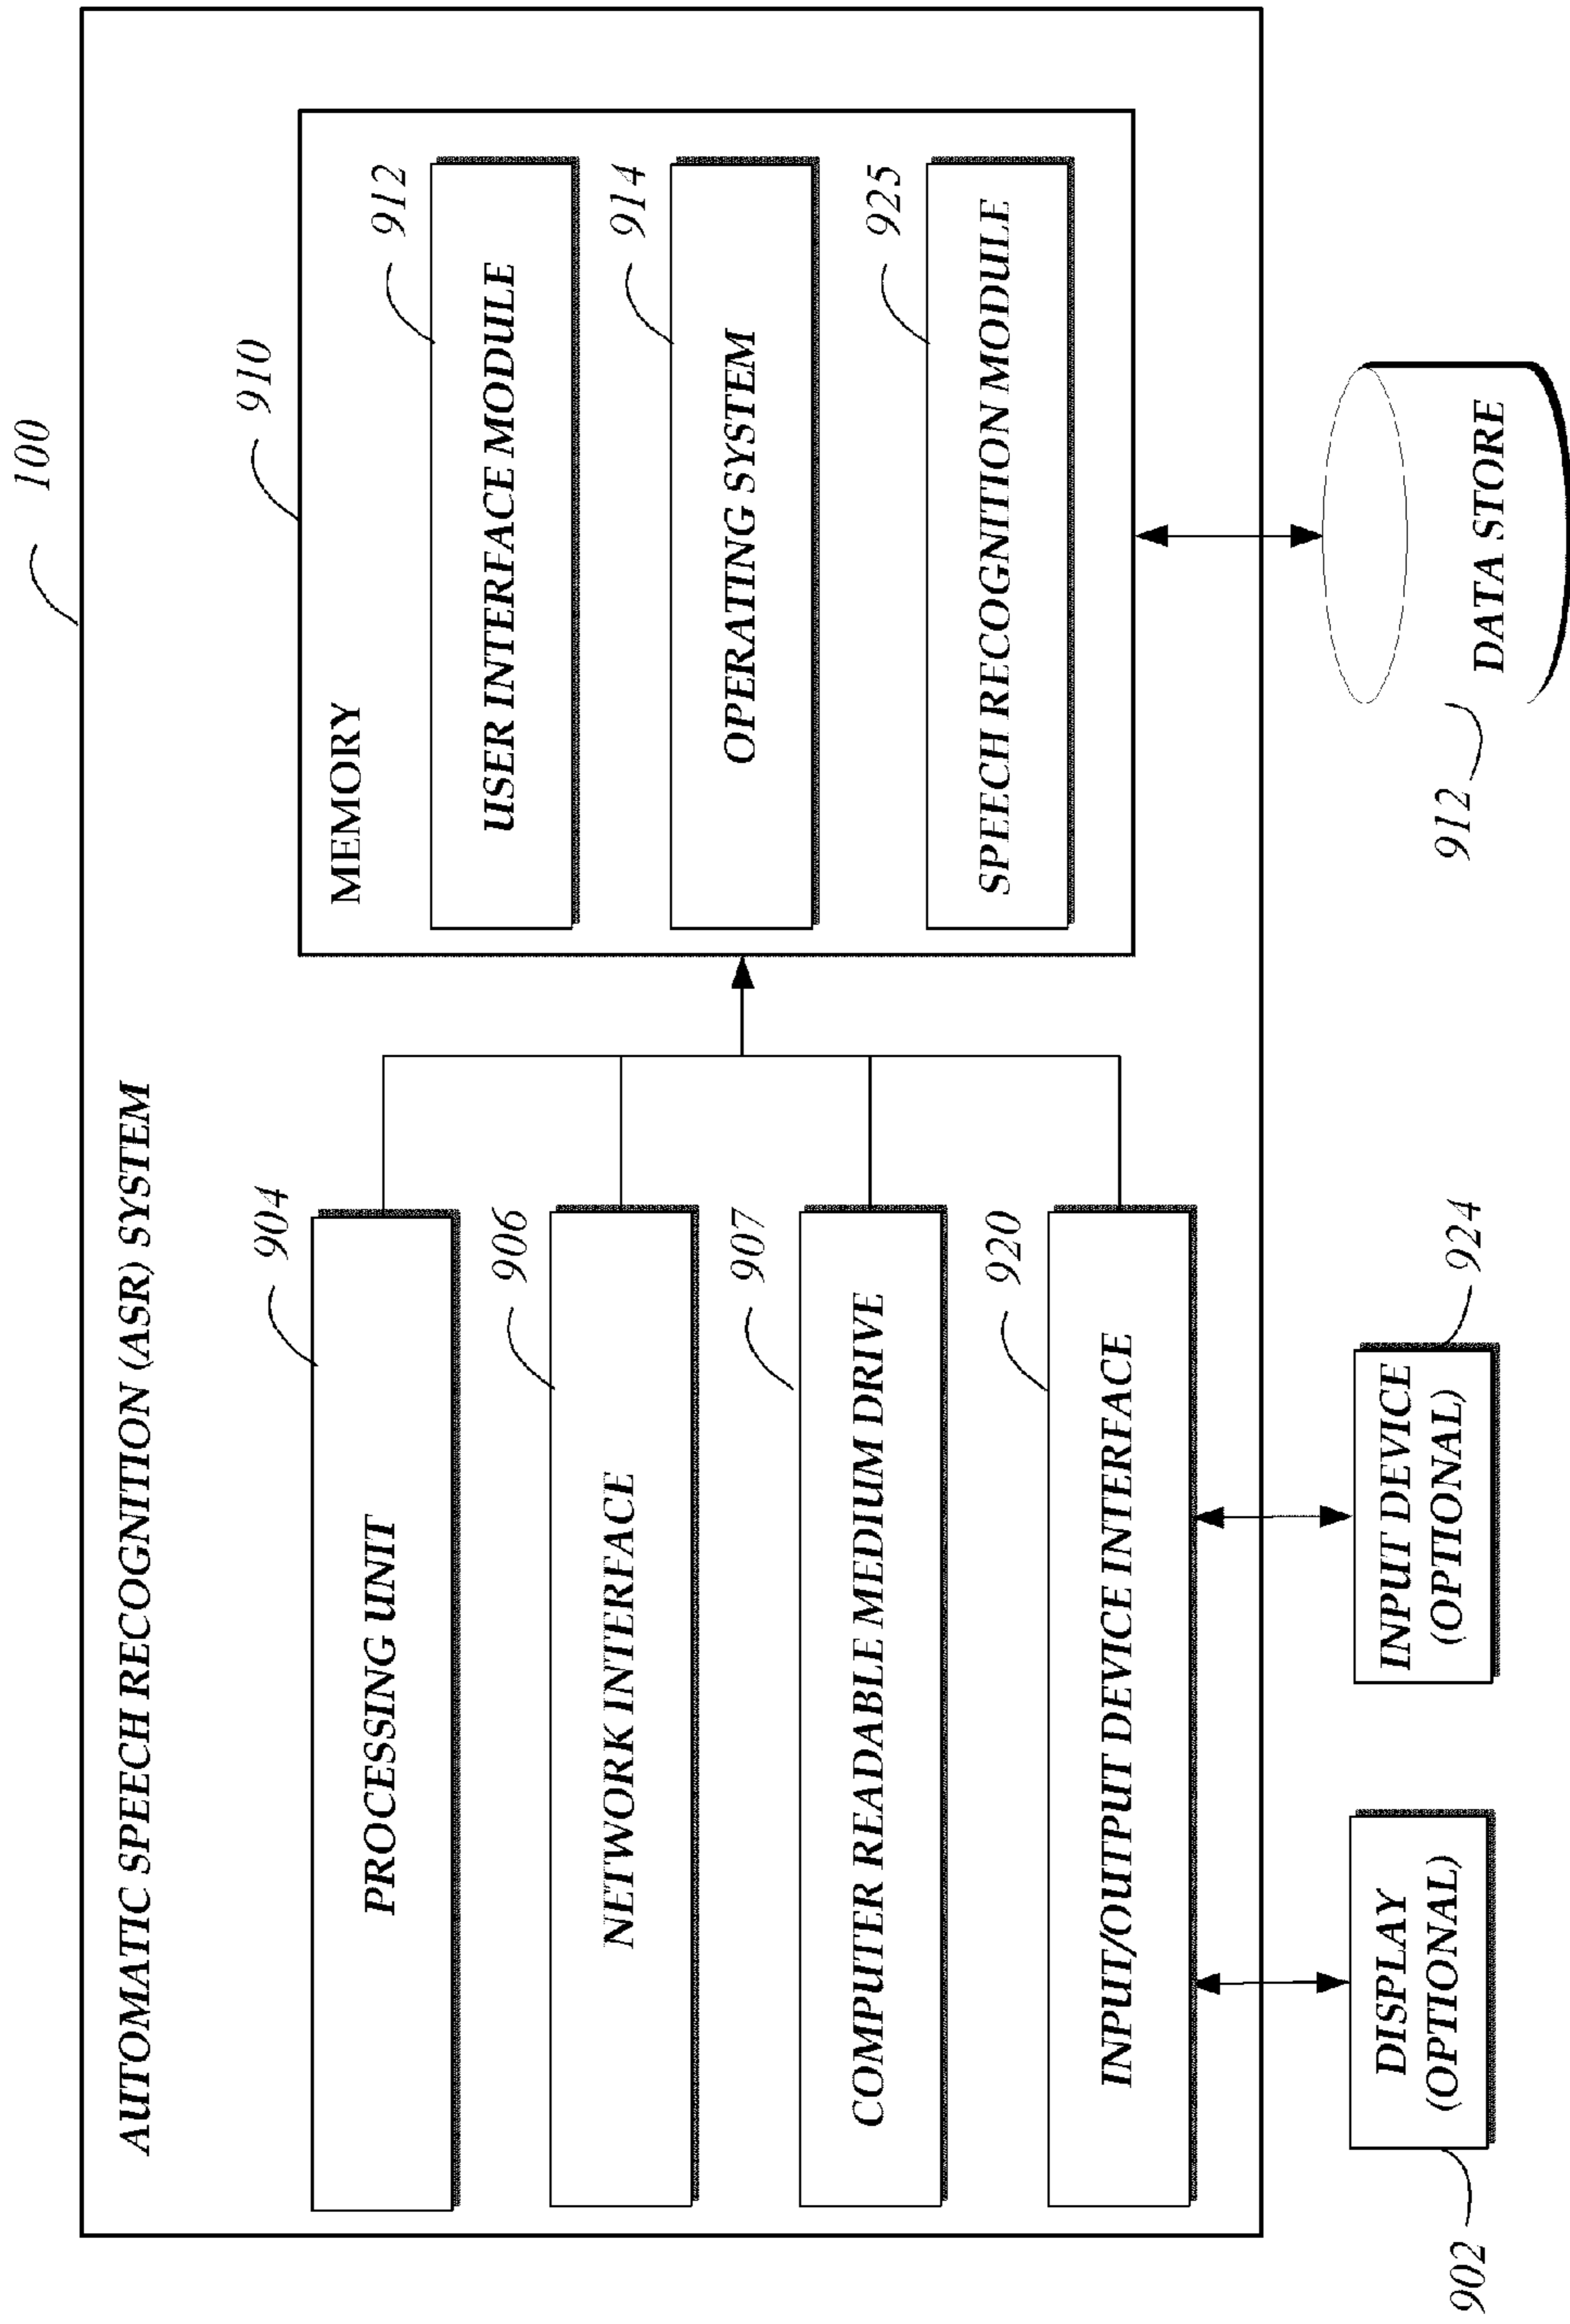 100
AUTOMATIC SPEECH RECOGNITION (ASR) SYSTEM
904
PROCESSING UNIT
906
NETWORK INTERFACE
907
COMPUTER READABLE MEDIUM DRIVE
920
INPUT/OUTPUT DEVICE INTERFACE
910
MEMORY
912
USER INTERFACE MODULE
914
OPERATING SYSTEM
925
SPEECH RECOGNITION MODULE
902
DISPLAY
(OPTIONAL)
924
INPUT DEVICE
(OPTIONAL)
912
DATA STORE